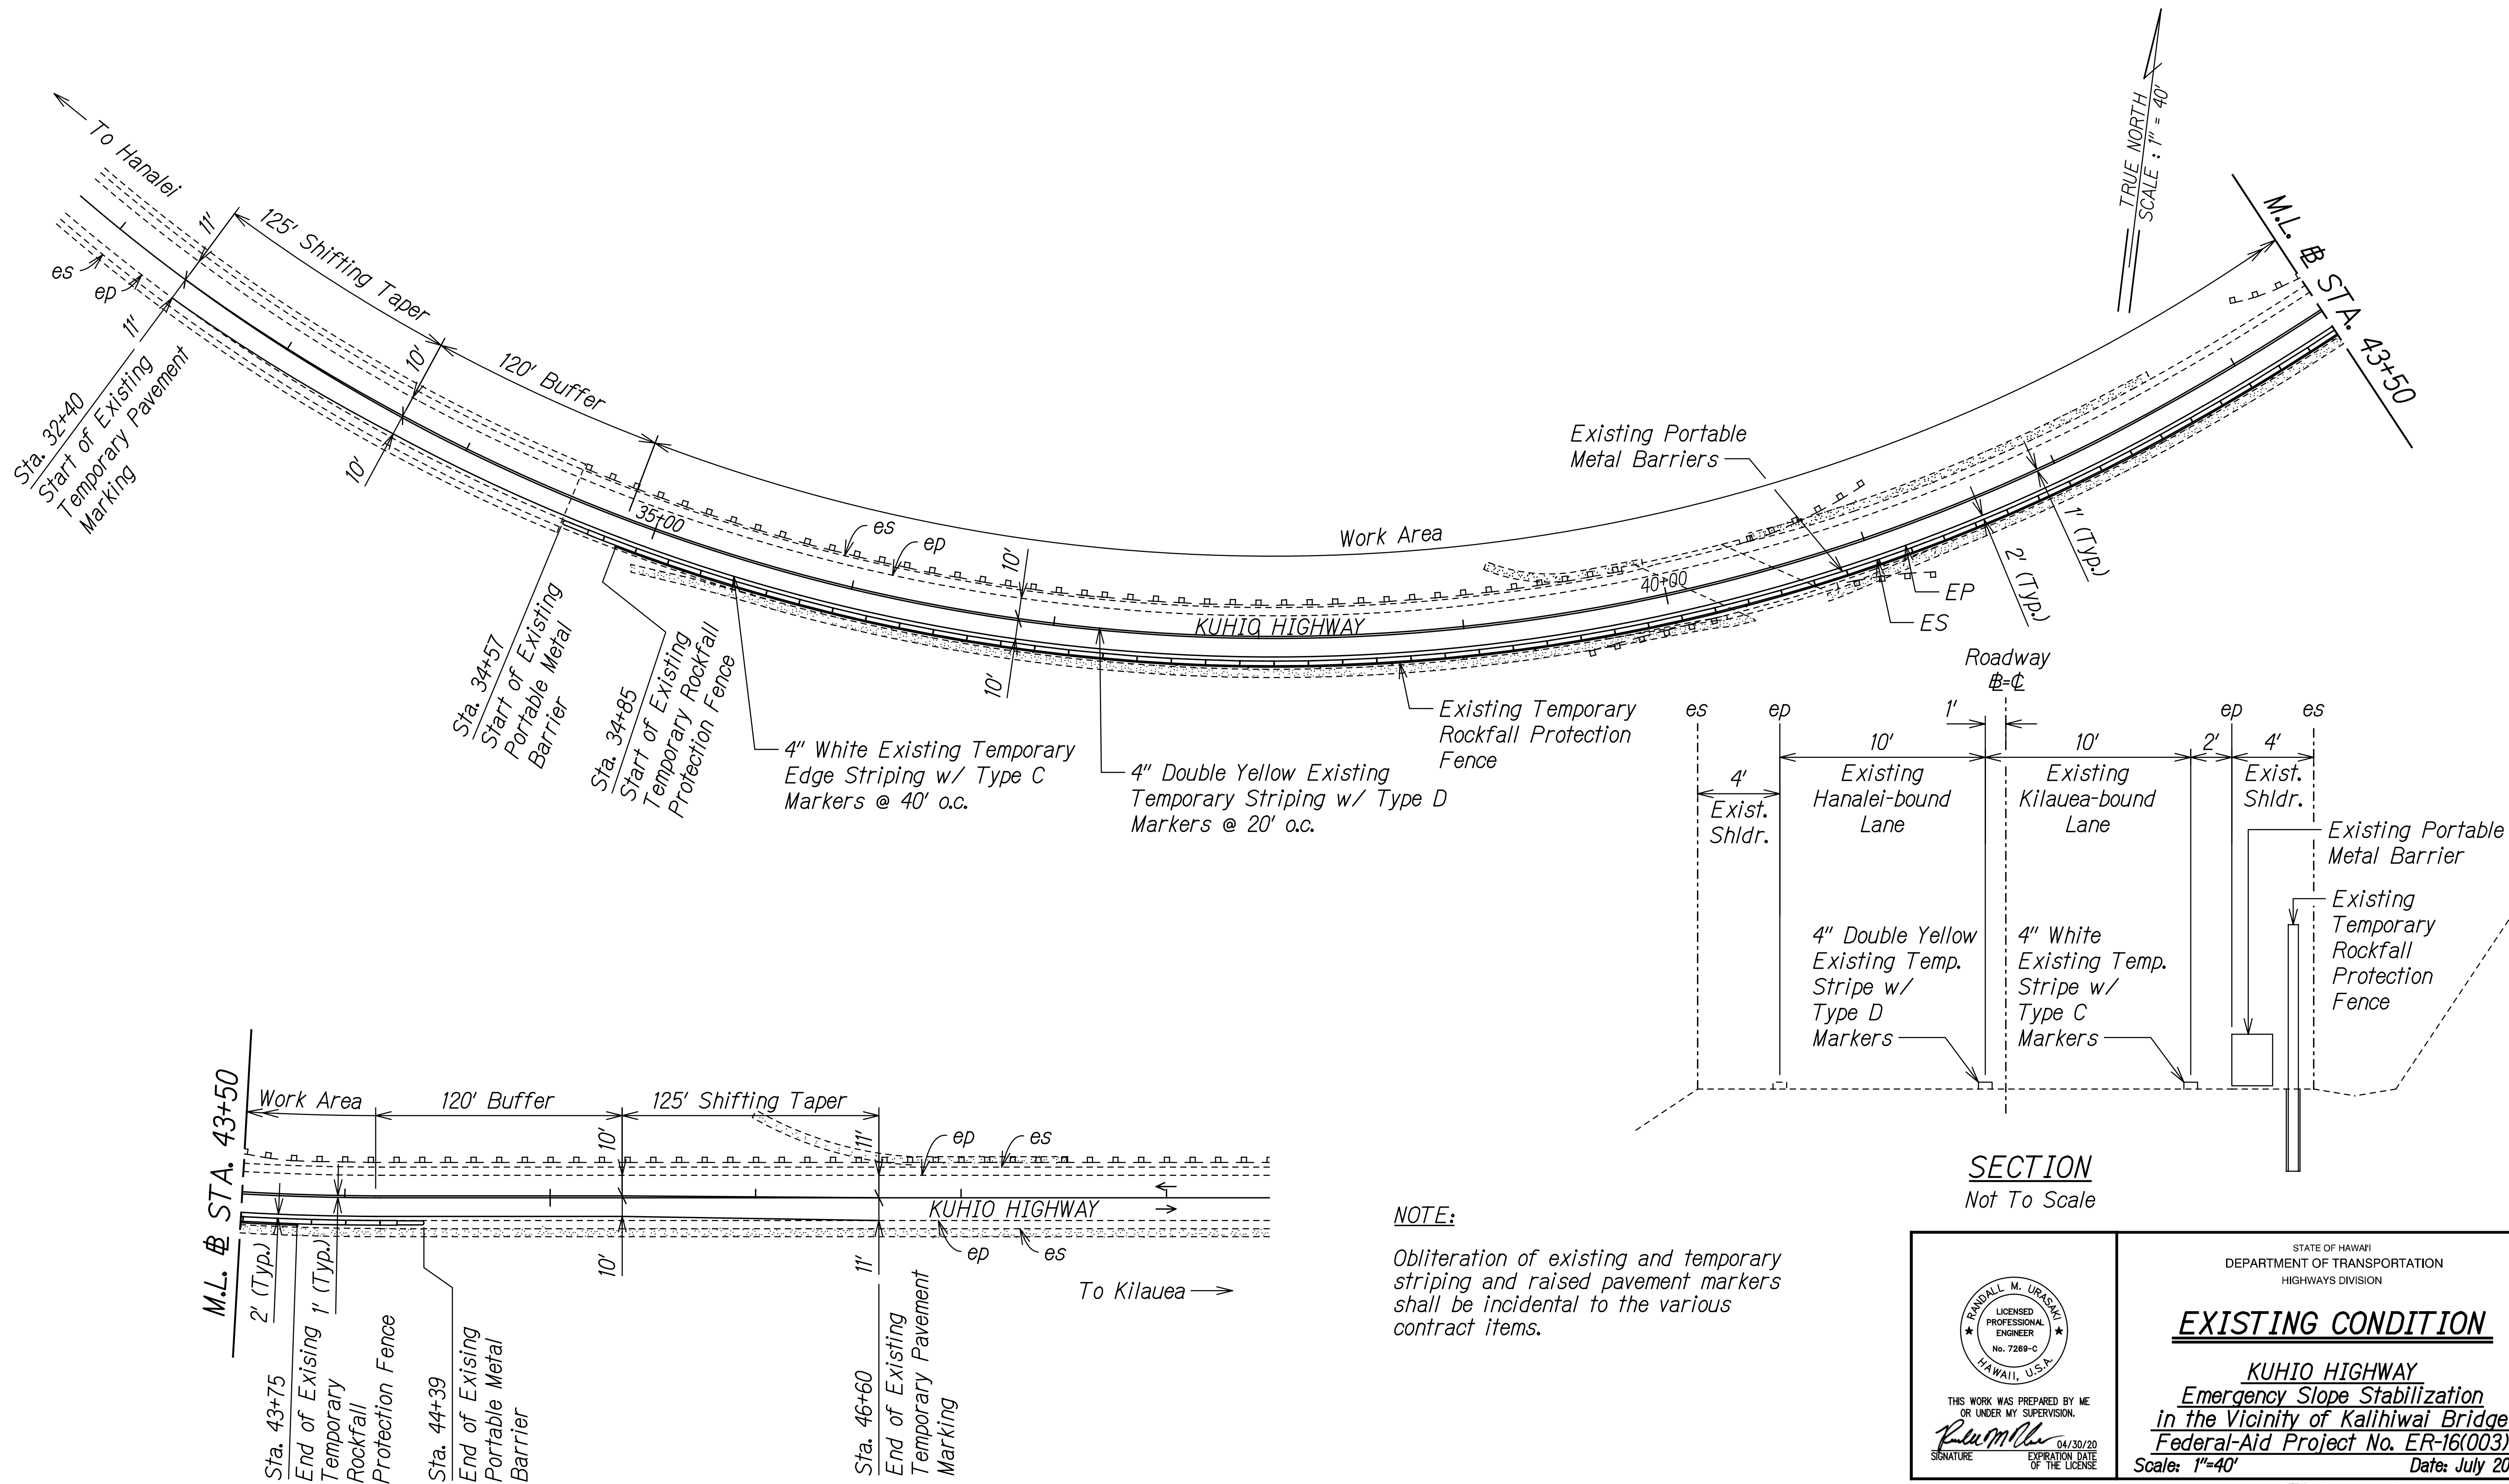 To Hanalei
es
ep
11'
11'
125' Shifting Taper
10'
10'
120' Buffer
Sta. 32+40
Start of Existing
Temporary Pavement
Marking
TRUE NORTH
SCALE : 1" = 40'
M.L. B STA. 43+50
Existing Portable
Metal Barriers
Work Area
35+00
es
ep
10'
10'
40+00
KUHIO HIGHWAY
EP
ES
2' (Typ.)
1' (Typ.)
Sta. 34+57
Start of Existing
Portable Metal
Barrier
Sta. 34+85
Start of Existing
Temporary Rockfall
Protection Fence
4" White Existing Temporary
Edge Striping w/ Type C
Markers @ 40' o.c.
4" Double Yellow Existing
Temporary Striping w/ Type D
Markers @ 20' o.c.
Existing Temporary
Rockfall Protection
Fence
Roadway
B=C
es ep 1' ep es
10' 10' 2' 4'
4'
Exist.
Shldr.
Existing
Hanalei-bound
Lane
Existing
Kilauea-bound
Lane
Exist.
Shldr.
Existing Portable
Metal Barrier
Existing
Temporary
Rockfall
Protection
Fence
4" Double Yellow
Existing Temp.
Stripe w/
Type D
Markers
4" White
Existing Temp.
Stripe w/
Type C
Markers
SECTION
Not To Scale
M.L. B STA. 43+50
Work Area
120' Buffer
125' Shifting Taper
10'
11'
ep
es
KUHIO HIGHWAY
ep
es
10'
11'
2' (Typ.)
1' (Typ.)
To Kilauea
Sta. 43+75
End of Exising
Temporary
Rockfall
Protection Fence
Sta. 44+39
End of Exising
Portable Metal
Barrier
Sta. 46+60
End of Existing
Temporary Pavement
Marking
NOTE:
Obliteration of existing and temporary
striping and raised pavement markers
shall be incidental to the various
contract items.
RANDALL M. URASAKI
LICENSED
PROFESSIONAL
ENGINEER
No. 7269-C
HAWAII, U.S.A.
THIS WORK WAS PREPARED BY ME
OR UNDER MY SUPERVISION.
04/30/20
SIGNATURE EXPIRATION DATE
OF THE LICENSE
STATE OF HAWAI'I
DEPARTMENT OF TRANSPORTATION
HIGHWAYS DIVISION
EXISTING CONDITION
KUHIO HIGHWAY
Emergency Slope Stabilization
in the Vicinity of Kalihiwai Bridge
Federal-Aid Project No. ER-16(003)
Scale: 1"=40' Date: July 20